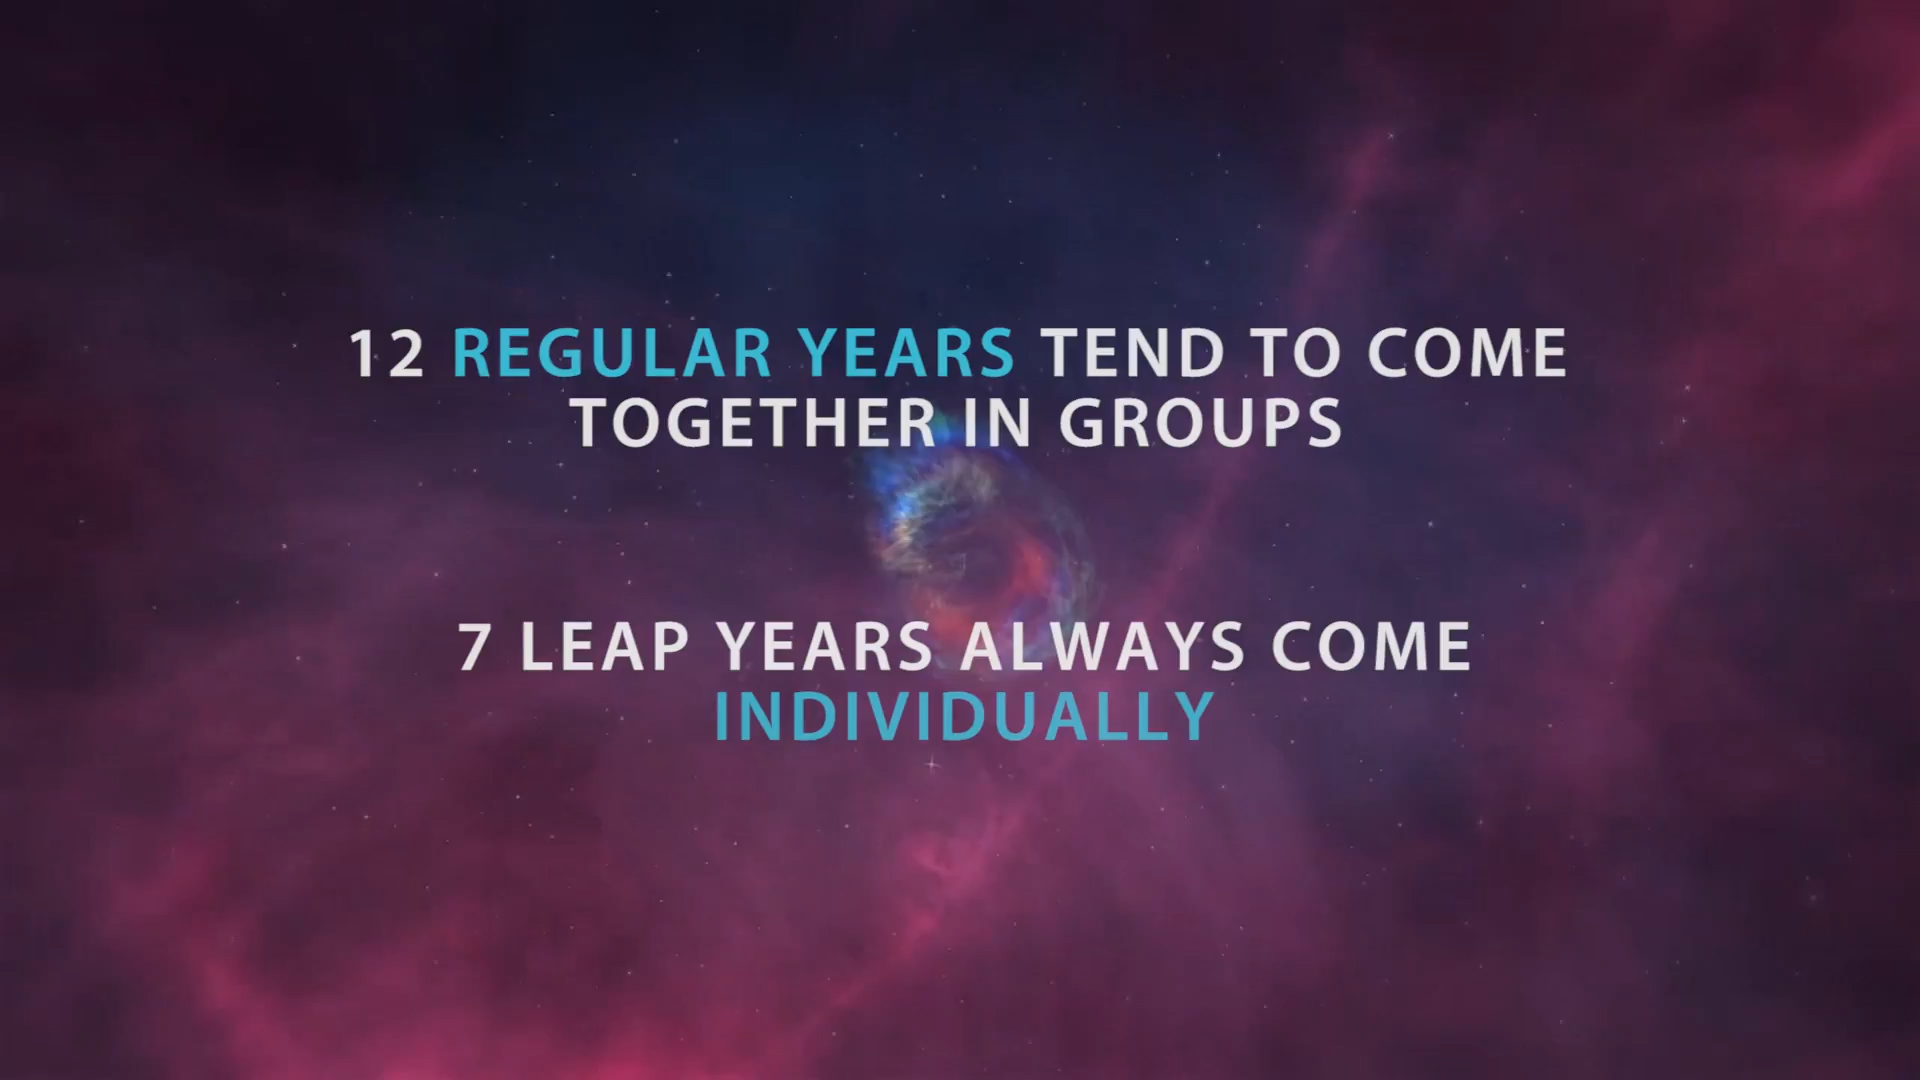 12 REGULAR YEARS TEND TO COME
TOGETHER IN GROUPS
7 LEAP YEARS ALWAYS COME
INDIVIDUALLY